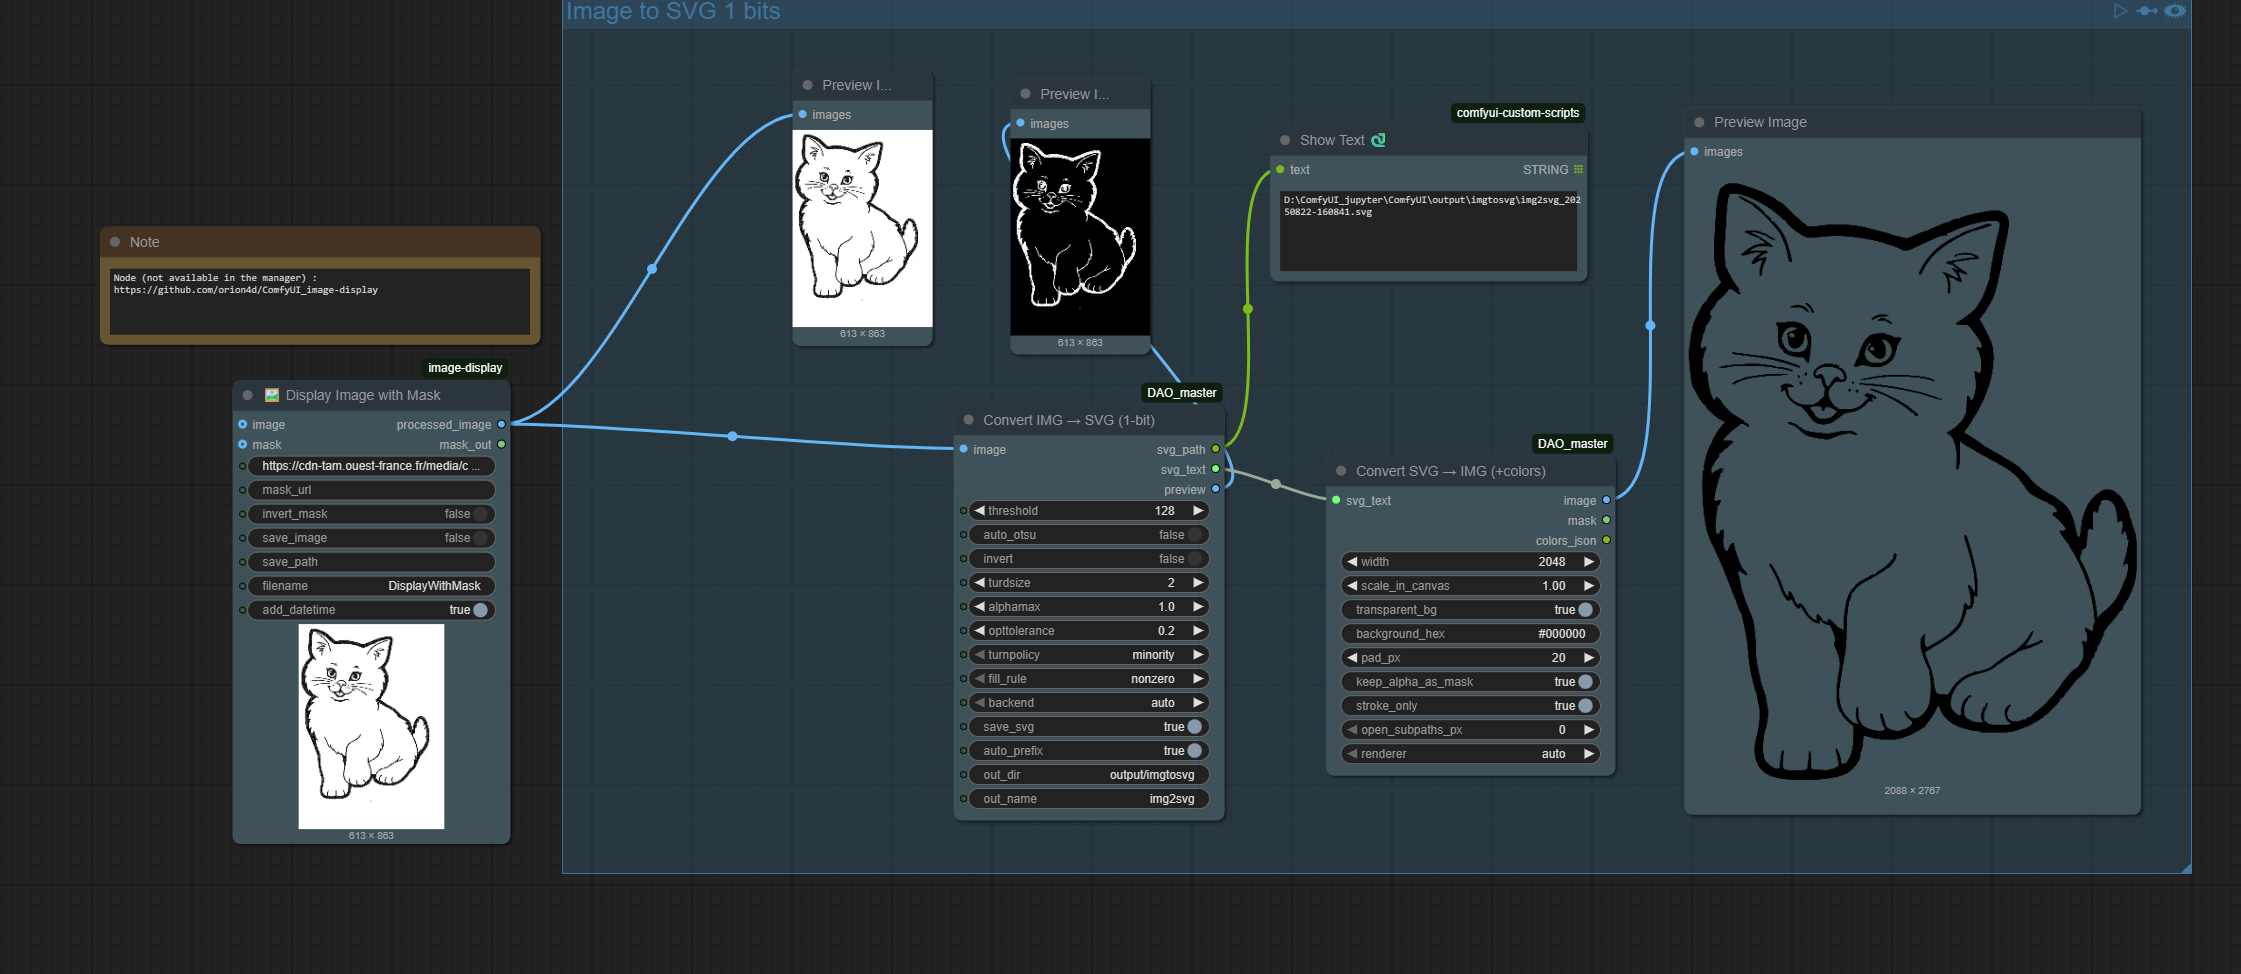 Image to SVG 1 bits
Note
Node (not available in the manager) :
https://github.com/orion4d/ComfyUI_image-display
image-display
Display Image with Mask
image
processed_image
mask
mask_out
https://cdn-tam.ouest-france.fr/media/c ...
mask_url
invert_mask false
save_image false
save_path
filename DisplayWithMask
add_datetime true
613 × 863
Preview I...
images
613 × 863
Preview I...
images
613 × 863
DAO_master
Convert IMG → SVG (1-bit)
image
svg_path
svg_text
preview
threshold 128
auto_otsu false
invert false
turdsize 2
alphamax 1.0
opttolerance 0.2
turnpolicy minority
fill_rule nonzero
backend auto
save_svg true
auto_prefix true
out_dir output/imgtosvg
out_name img2svg
comfyui-custom-scripts
Show Text
text
STRING
D:\ComfyUI_jupyter\ComfyUI\output\imgtosvg\img2svg_202
50822-160841.svg
DAO_master
Convert SVG → IMG (+colors)
svg_text
image
mask
colors_json
width 2048
scale_in_canvas 1.00
transparent_bg true
background_hex #000000
pad_px 20
keep_alpha_as_mask true
stroke_only true
open_subpaths_px 0
renderer auto
Preview Image
images
2088 × 2767